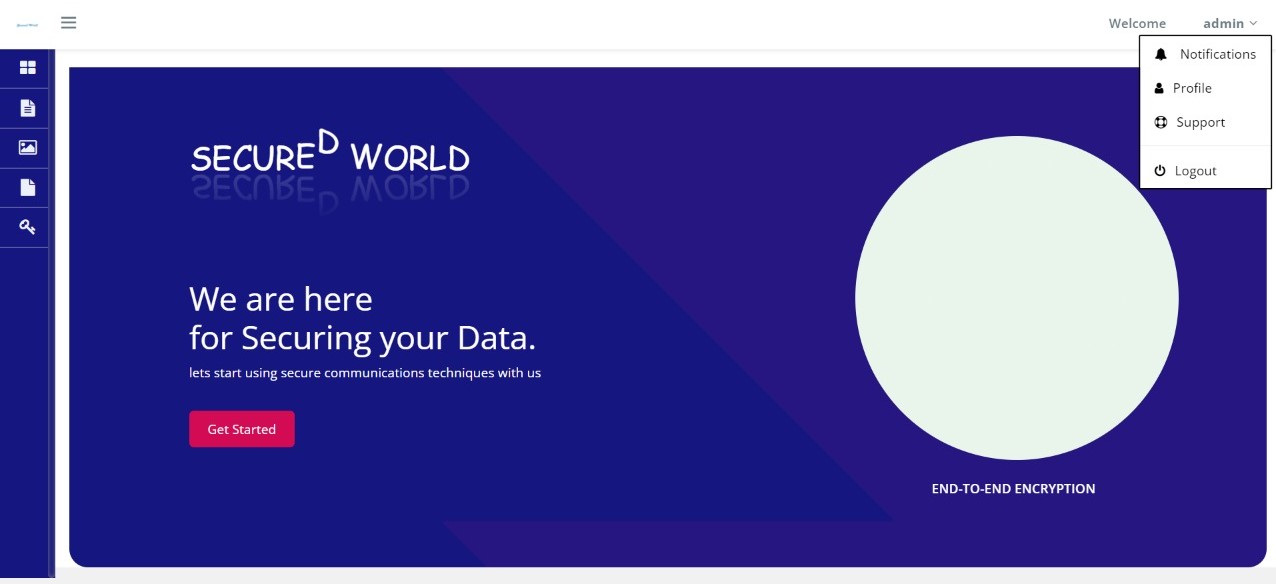 Welcome
admin
Notifications
Profile
Support
Logout
SECURED WORLD
We are here
for Securing your Data.
lets start using secure communications techniques with us
Get Started
END-TO-END ENCRYPTION